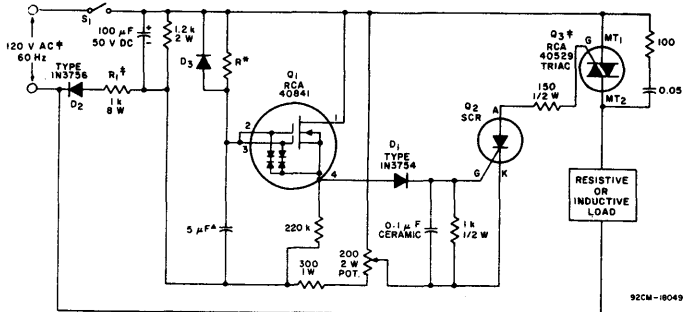 S1
120 V AC‡
60 Hz
100 µF
50 V DC
+
−
1.2 k
2 W
TYPE
IN3756
D2
R1‡
1 k
8 W
D3
R*
Q1
RCA
40841
1
2
3
4
5 µF▲
220 k
300
1W
200
2 W
POT.
D1
TYPE
IN3754
0.1 µF
CERAMIC
1 k
1/2 W
Q2
SCR
A
G
K
150
1/2 W
Q3‡
RCA
40529
TRIAC
G
MT1
MT2
100
0.05
RESISTIVE
OR
INDUCTIVE
LOAD
92CM-18049